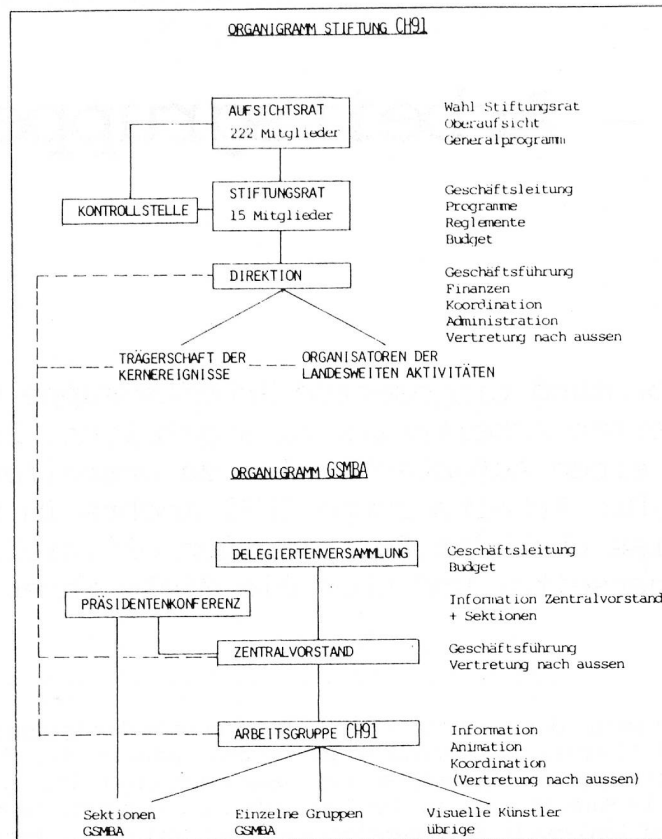 ORGANIGRAMM STIFTUNG CH91
AUFSICHTSRAT
222 Mitglieder
Wahl Stiftungsrat
Oberaufsicht
Generalprogramm
KONTROLLSTELLE
STIFTUNGSRAT
15 Mitglieder
Geschäftsleitung
Programme
Reglemente
Budget
DIREKTION
Geschäftsführung
Finanzen
Koordination
Administration
Vertretung nach aussen
TRÄGERSCHAFT DER
KERNEREIGNISSE
ORGANISATOREN DER
LANDESWEITEN AKTIVITÄTEN
ORGANIGRAMM GSMBA
DELEGIERTENVERSAMMLUNG
Geschäftsleitung
Budget
PRÄSIDENTENKONFERENZ
Information Zentralvorstand
+ Sektionen
ZENTRALVORSTAND
Geschäftsführung
Vertretung nach aussen
ARBEITSGRUPPE CH91
Information
Animation
Koordination
(Vertretung nach aussen)
Sektionen
GSMBA
Einzelne Gruppen
GSMBA
Visuelle Künstler
übrige